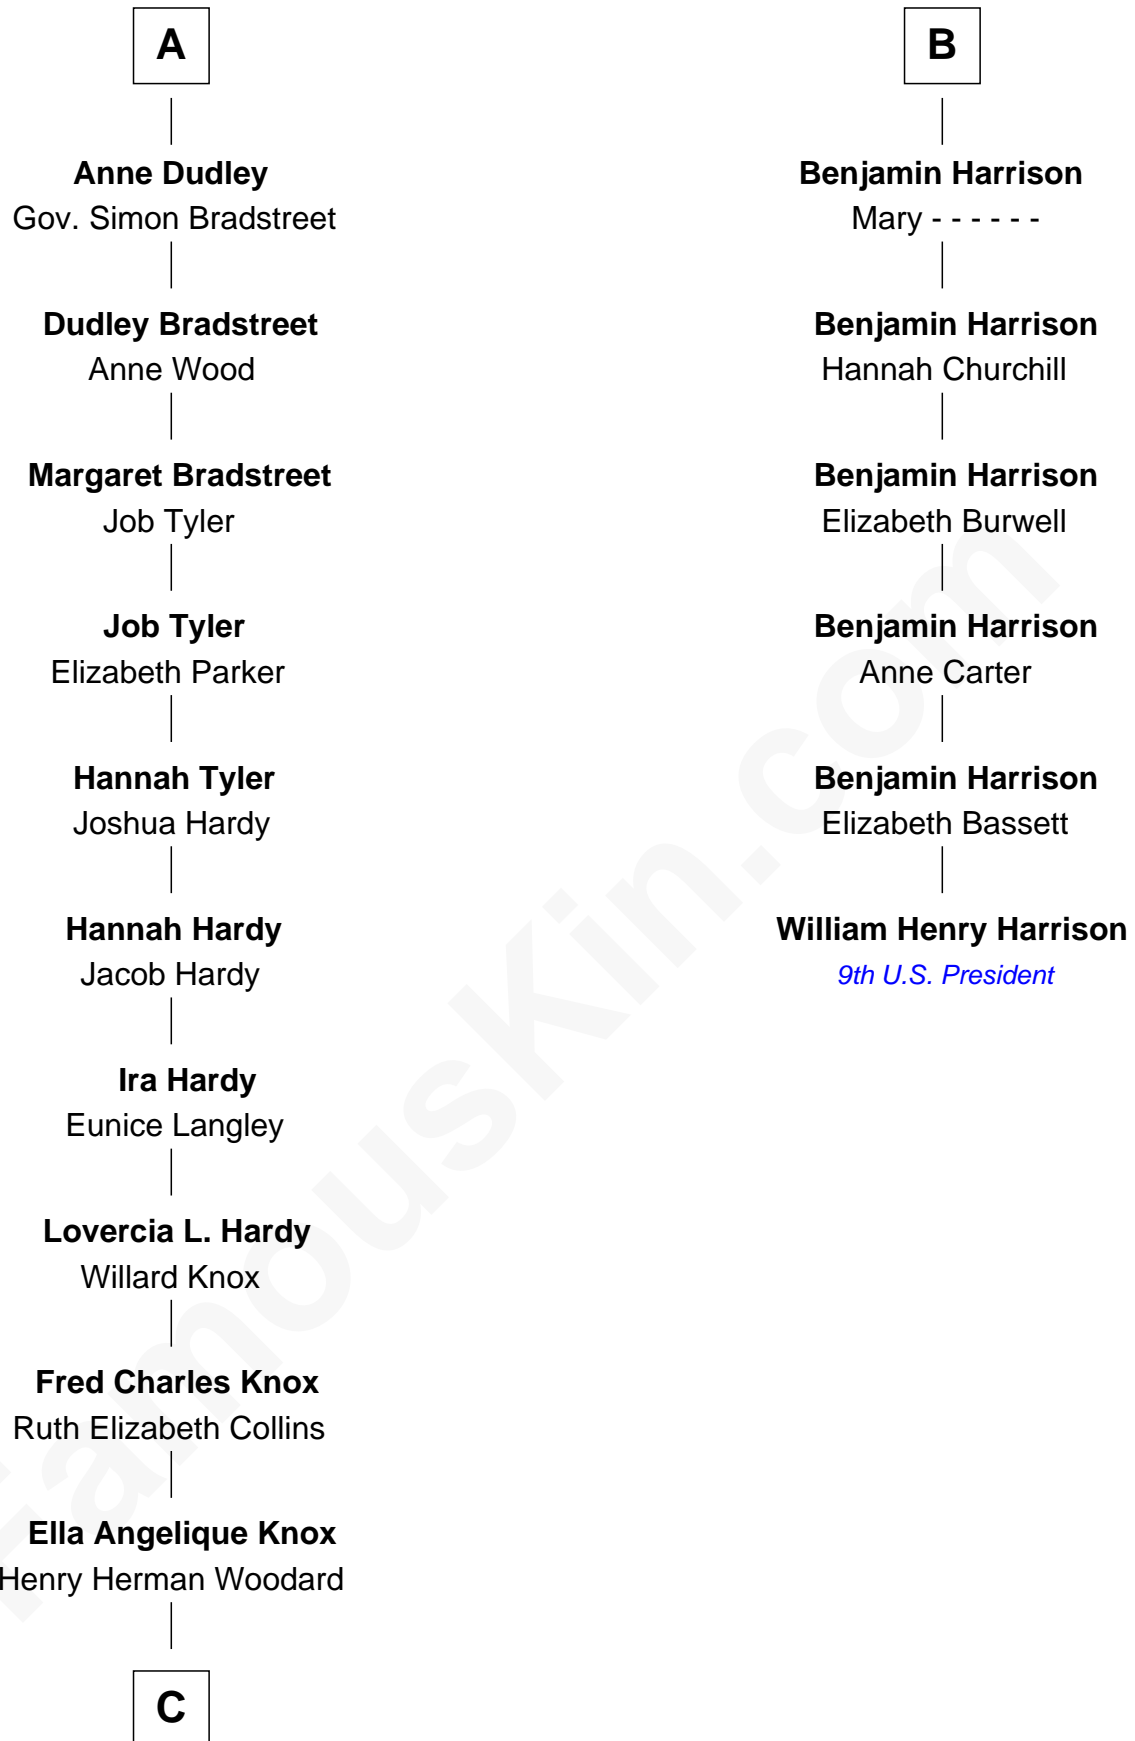 A
Anne Dudley
Gov. Simon Bradstreet
Dudley Bradstreet
Anne Wood
Margaret Bradstreet
Job Tyler
Job Tyler
Elizabeth Parker
Hannah Tyler
Joshua Hardy
Hannah Hardy
Jacob Hardy
Ira Hardy
Eunice Langley
Lovercia L. Hardy
Willard Knox
Fred Charles Knox
Ruth Elizabeth Collins
Ella Angelique Knox
Henry Herman Woodard
C
B
Benjamin Harrison
Mary - - - - - -
Benjamin Harrison
Hannah Churchill
Benjamin Harrison
Elizabeth Burwell
Benjamin Harrison
Anne Carter
Benjamin Harrison
Elizabeth Bassett
William Henry Harrison
9th U.S. President
FamousKin.com